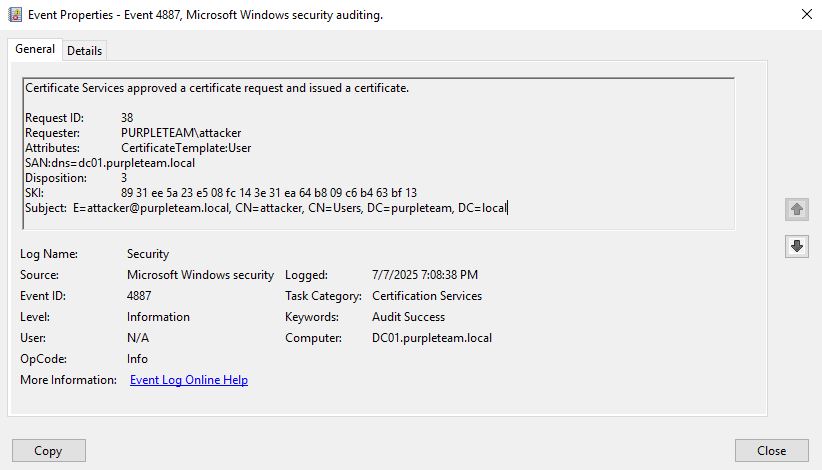 Event Properties - Event 4887, Microsoft Windows security auditing.
General Details
Certificate Services approved a certificate request and issued a certificate.
Request ID: 38
Requester: PURPLETEAM\attacker
Attributes: CertificateTemplate:User
SAN:dns=dc01.purpleteam.local
Disposition: 3
SKI: 89 31 ee 5a 23 e5 08 fc 14 3e 31 ea 64 b8 09 c6 b4 63 bf 13
Subject: E=attacker@purpleteam.local, CN=attacker, CN=Users, DC=purpleteam, DC=local
Log Name: Security
Source: Microsoft Windows security Logged: 7/7/2025 7:08:38 PM
Event ID: 4887 Task Category: Certification Services
Level: Information Keywords: Audit Success
User: N/A Computer: DC01.purpleteam.local
OpCode: Info
More Information: Event Log Online Help
Copy Close